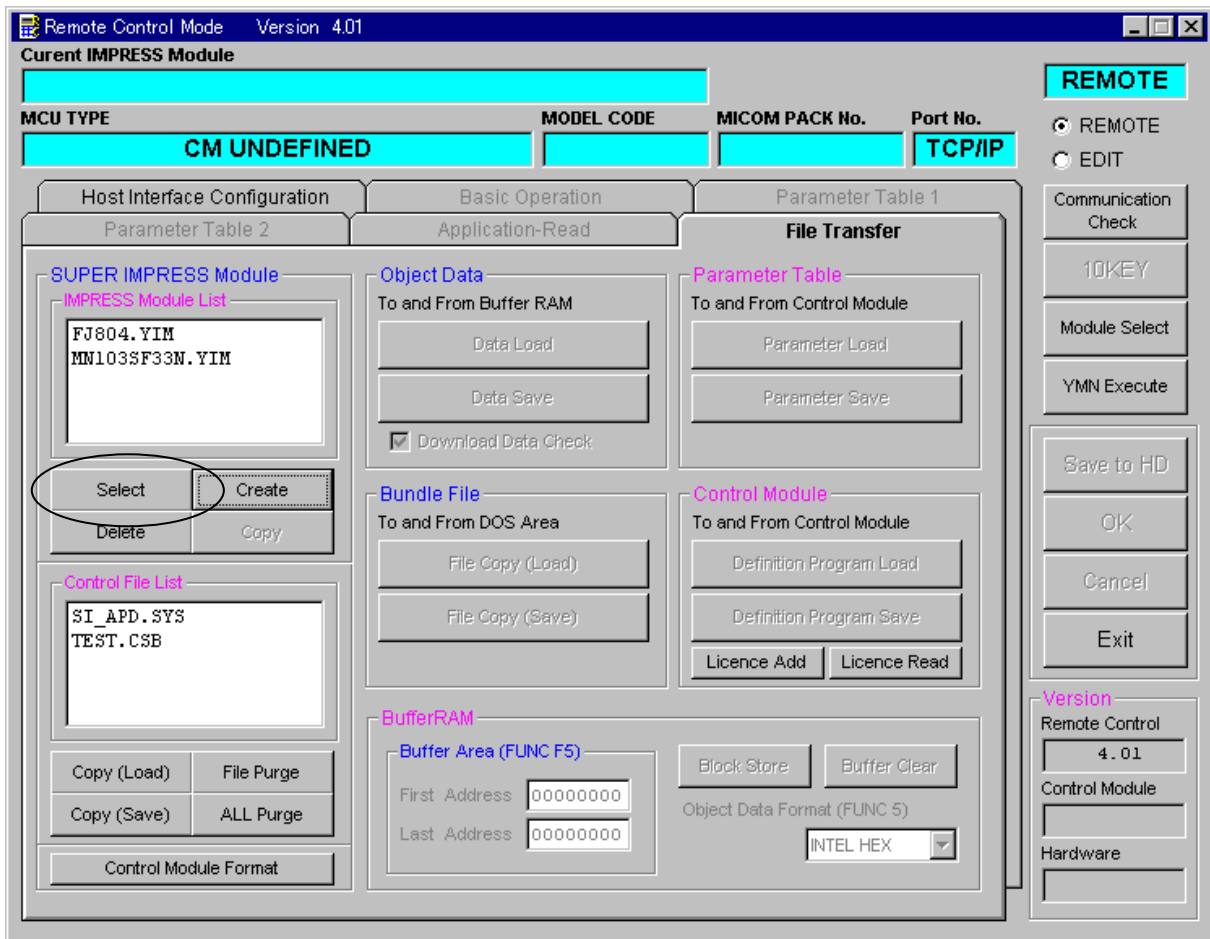 Remote Control Mode Version 4.01
Curent IMPRESS Module
REMOTE
MCU TYPE
MODEL CODE
MICOM PACK No.
Port No.
CM UNDEFINED
TCP/IP
REMOTE
EDIT
Host Interface Configuration
Basic Operation
Parameter Table 1
Parameter Table 2
Application-Read
File Transfer
SUPER IMPRESS Module
IMPRESS Module List
FJ804.YIM
MN103SF33N.YIM
Select
Create
Delete
Copy
Control File List
SI_APD.SYS
TEST.CSB
Copy (Load)
File Purge
Copy (Save)
ALL Purge
Control Module Format
Object Data
To and From Buffer RAM
Data Load
Data Save
Download Data Check
Bundle File
To and From DOS Area
File Copy (Load)
File Copy (Save)
Parameter Table
To and From Control Module
Parameter Load
Parameter Save
Control Module
To and From Control Module
Definition Program Load
Definition Program Save
Licence Add
Licence Read
BufferRAM
Buffer Area (FUNC F5)
First Address
00000000
Last Address
00000000
Block Store
Buffer Clear
Object Data Format (FUNC 5)
INTEL HEX
Communication
Check
10KEY
Module Select
YMN Execute
Save to HD
OK
Cancel
Exit
Version
Remote Control
4.01
Control Module
Hardware